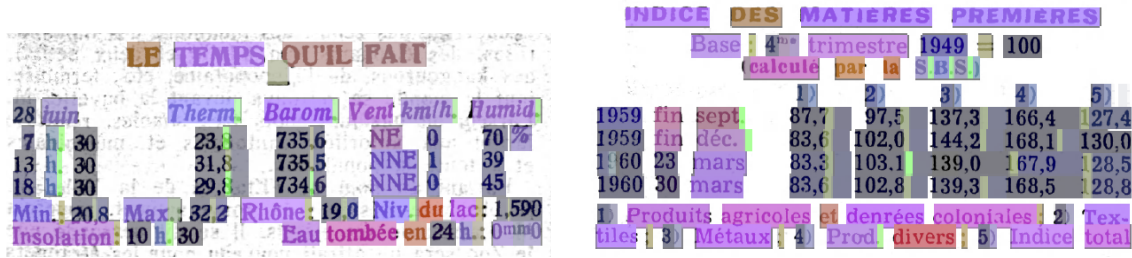 LE TEMPS QU'IL FAIT
28 juin Therm. Barom. Vent km/h. Humid.
7 h. 30 23,8 735,6 NE 0 70 %
13 h. 30 31,8 735,5 NNE 1 39
18 h. 30 29,8 734,6 NNE 0 45
Min. : 20,8 Max. : 32,2 Rhône : 19,0 Niv. du lac : 1,590
Insolation : 10 h. 30 Eau tombée en 24 h. : 0mm0
INDICE DES MATIÈRES PREMIÈRES
Base : 4me trimestre 1949 = 100
(calculé par la S.B.S.)
1) 2) 3) 4) 5)
1959 fin sept. 87,7 97,5 137,3 166,4 127,4
1959 fin déc. 83,6 102,0 144,2 168,1 130,0
1960 23 mars 83,3 103,1 139,0 167,9 128,5
1960 30 mars 83,6 102,8 139,3 168,5 128,8
1) Produits agricoles et denrées coloniales : 2) Tex-
tiles : 3) Métaux : 4) Prod. divers : 5) Indice total